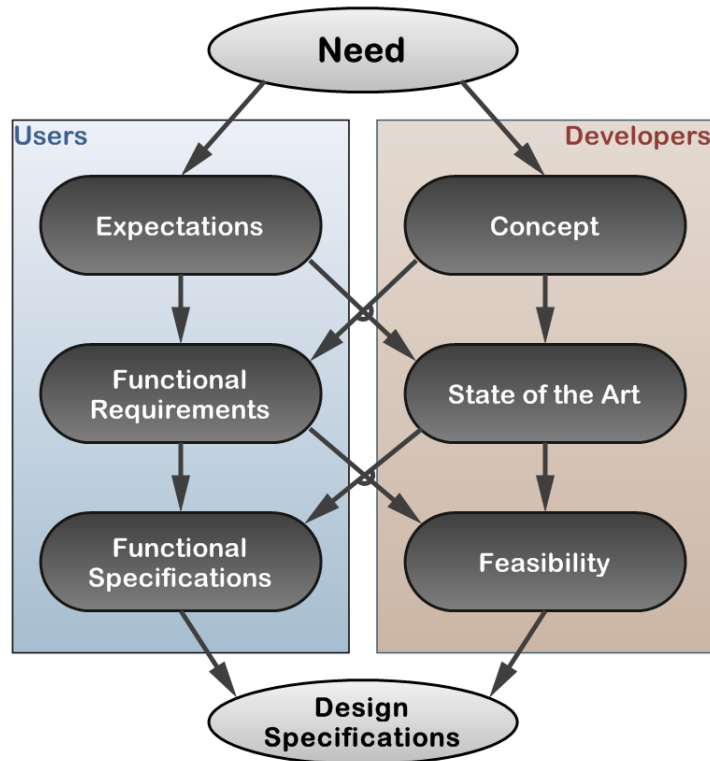 Need
Users
Developers
Expectations
Concept
Functional
Requirements
State of the Art
Functional
Specifications
Feasibility
Design
Specifications